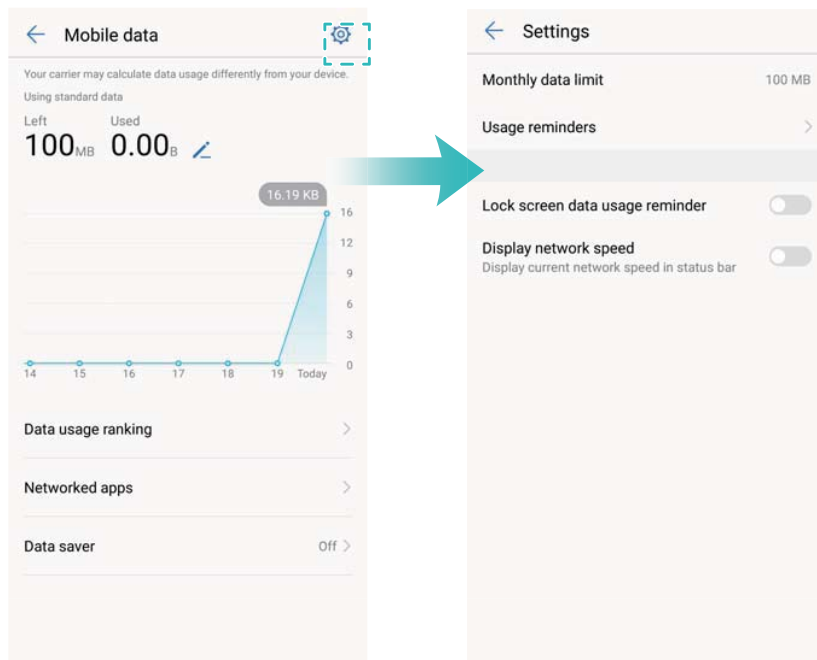 Mobile data
Your carrier may calculate data usage differently from your device.
Using standard data
Left Used
100 MB 0.00 B
16.19 KB
16
12
9
6
3
0
14 15 16 17 18 19 Today
Data usage ranking
Networked apps
Data saver Off
Settings
Monthly data limit 100 MB
Usage reminders
Lock screen data usage reminder
Display network speed
Display current network speed in status bar